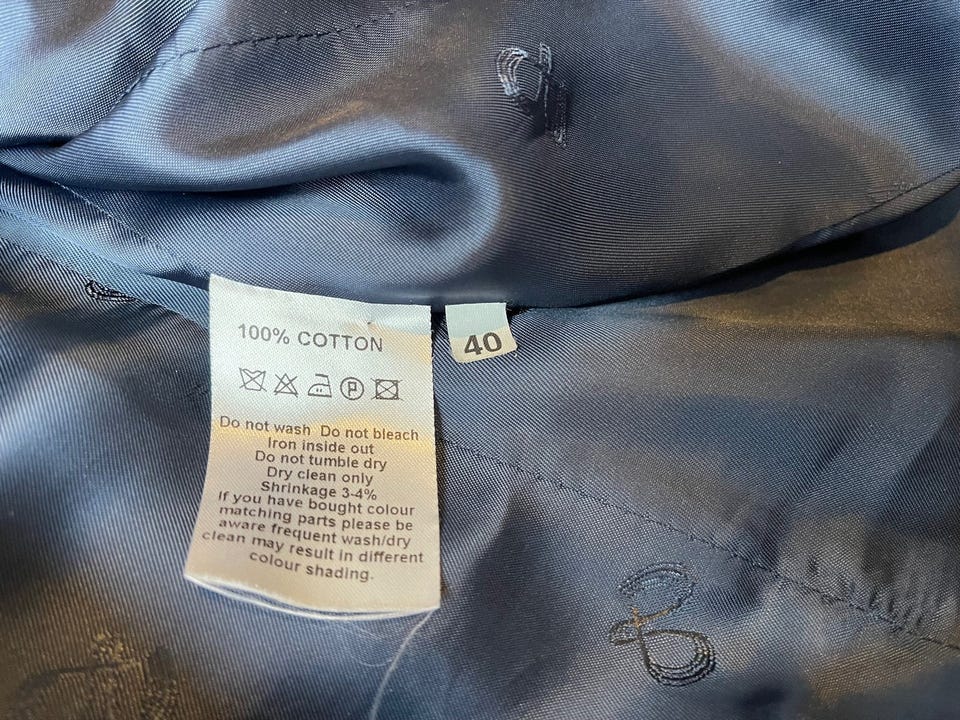 100% COTTON
40
P
Do not wash Do not bleach
Iron inside out
Do not tumble dry
Dry clean only
Shrinkage 3-4%
If you have bought colour
matching parts please be
aware frequent wash/dry
clean may result in different
colour shading.